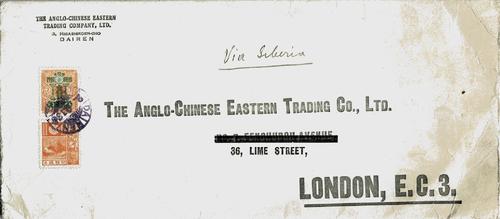 THE ANGLO-CHINESE EASTERN
TRADING COMPANY, LTD.
DAIREN
Via Siberia
THE ANGLO-CHINESE EASTERN TRADING CO., LTD.
36, LIME STREET,
LONDON, E.C.3.